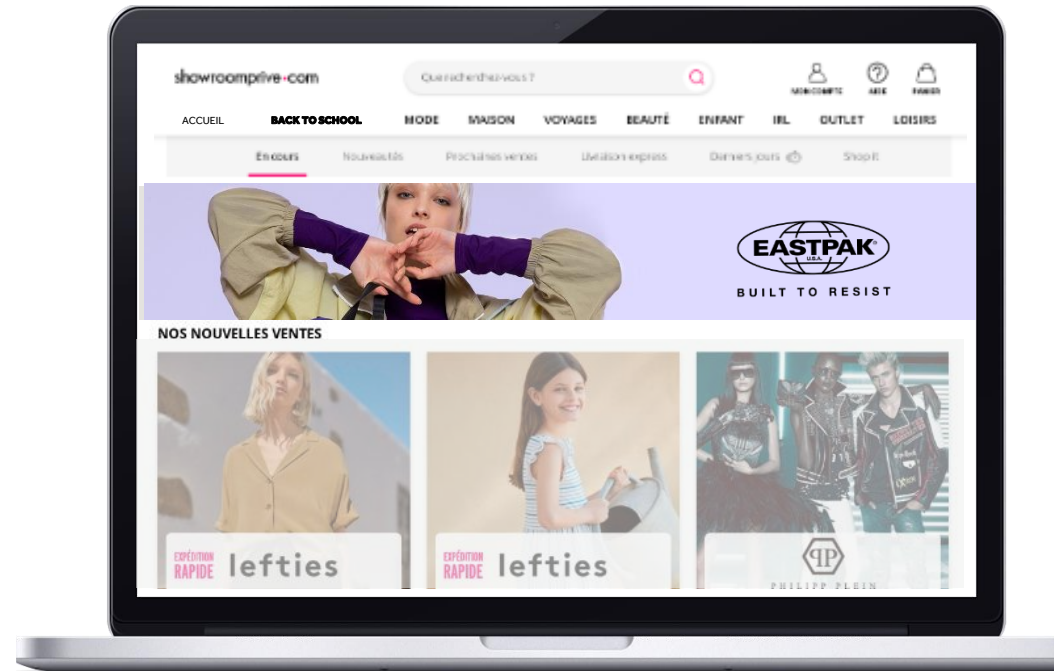 showroomprive.com
Que recherchez-vous ?
MON COMPTE AIDE PANIER
ACCUEIL BACK TO SCHOOL MODE MAISON VOYAGES BEAUTÉ ENFANT IRL OUTLET LOISIRS
En cours Nouveautés Prochaines ventes Livraison express Derniers jours Shop it
EASTPAK®
U.S.A.
BUILT TO RESIST
NOS NOUVELLES VENTES
EXPÉDITION
RAPIDE
lefties
EXPÉDITION
RAPIDE
lefties
PHILIPP PLEIN